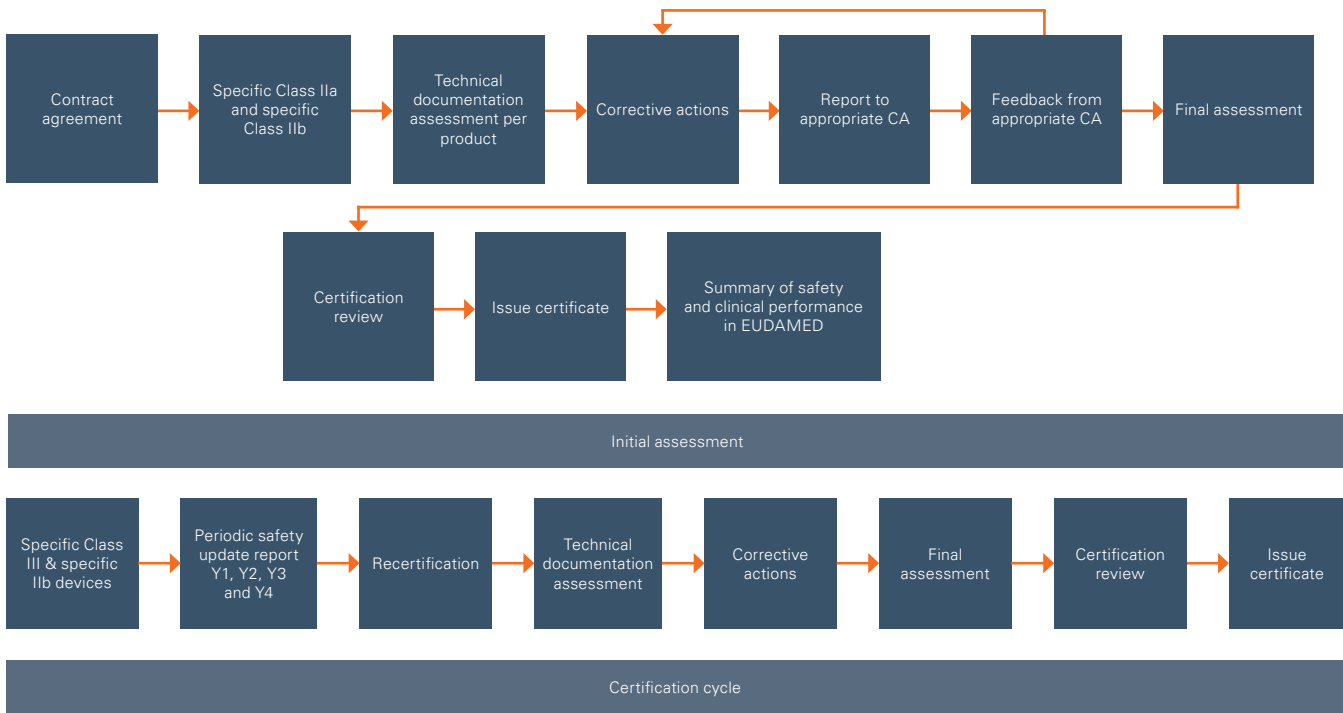 Contract
agreement
Specific Class IIa
and specific
Class IIb
Technical
documentation
assessment per
product
Corrective actions
Report to
appropriate CA
Feedback from
appropriate CA
Final assessment
Certification
review
Issue certificate
Summary of safety
and clinical performance
in EUDAMED
Initial assessment
Specific Class
III & specific
IIb devices
Periodic safety
update report
Y1, Y2, Y3
and Y4
Recertification
Technical
documentation
assessment
Corrective
actions
Final
assessment
Certification
review
Issue
certificate
Certification cycle